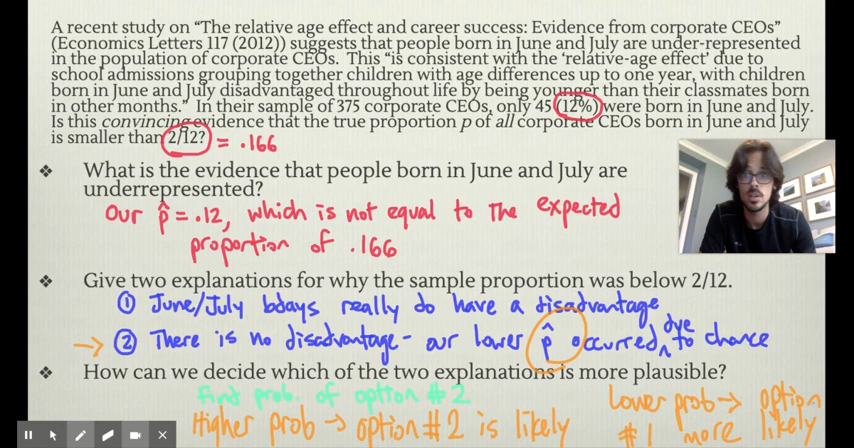 A recent study on "The relative age effect and career success: Evidence from corporate CEOs"
(Economics Letters 117 (2012)) suggests that people born in June and July are under-represented
in the population of corporate CEOs. This "is consistent with the 'relative-age effect' due to
school admissions grouping together children with age differences up to one year, with children
born in June and July disadvantaged throughout life by being younger than their classmates born
in other months." In their sample of 375 corporate CEOs, only 45 (12%) were born in June and July.
Is this convincing evidence that the true proportion p of all corporate CEOs born in June and July
is smaller than 2/12? = .166
❖ What is the evidence that people born in June and July are
underrepresented?
Our p̂ = .12, which is not equal to the expected
proportion of .166
❖ Give two explanations for why the sample proportion was below 2/12.
① June/July bdays really do have a disadvantage
→ ② There is no disadvantage - our lower p̂ occurred due to chance
❖ How can we decide which of the two explanations is more plausible?
Find prob. of option #2
Higher prob → option #2 is likely
Lower prob → option
#1 more likely